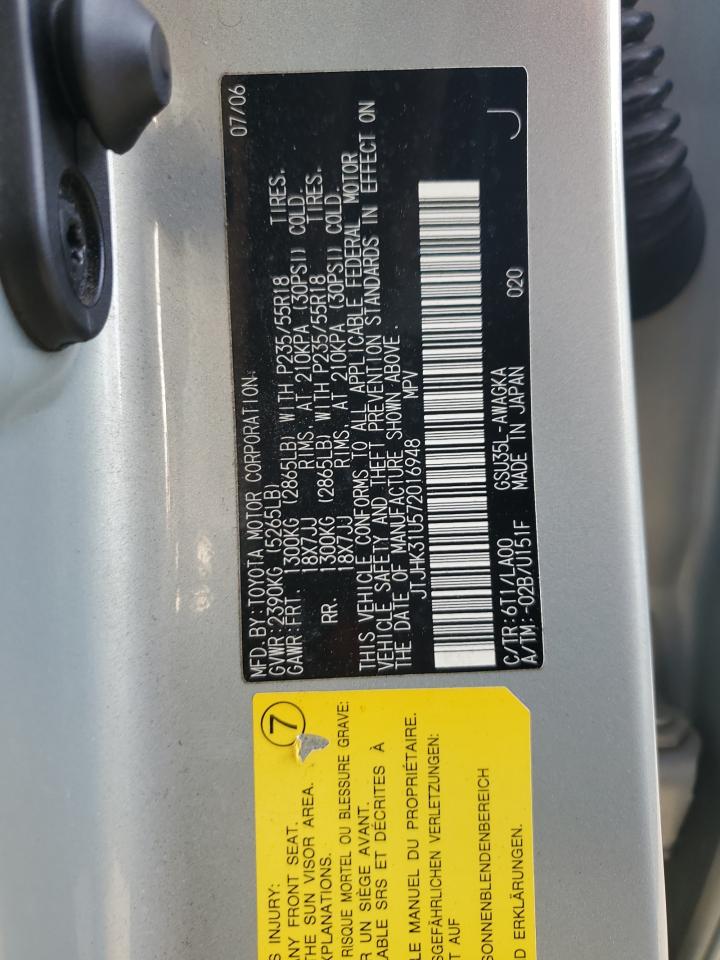 MFD. BY: TOYOTA MOTOR CORPORATION 07/06
GVWR: 2390KG (5265LB)
GAWR: FRT. 1300KG (2865LB) WITH P235/55R18 TIRES.
18X7JJ RIMS, AT 210KPA (30PSI) COLD.
RR. 1300KG (2865LB) WITH P235/55R18 TIRES.
18X7JJ RIMS, AT 210KPA (30PSI) COLD.
THIS VEHICLE CONFORMS TO ALL APPLICABLE FEDERAL MOTOR
VEHICLE SAFETY AND THEFT PREVENTION STANDARDS IN EFFECT ON
THE DATE OF MANUFACTURE SHOWN ABOVE.
JTJHK31U572016948 MPV
C/TR: 6T1/LA00 GSU35L-AWAGKA 020
A/TM: -02B/U151F MADE IN JAPAN J
7
S INJURY:
ANY FRONT SEAT.
THE SUN VISOR AREA.
XPLANATIONS.
RISQUE MORTEL OU BLESSURE GRAVE:
R UN SIÈGE AVANT.
ABLE SRS ET DÉCRITES À
LE MANUEL DU PROPRIÉTAIRE.
SGEFÄHRLICHEN VERLETZUNGEN:
T AUF
SONNENBLENDENBEREICH
D ERKLÄRUNGEN.